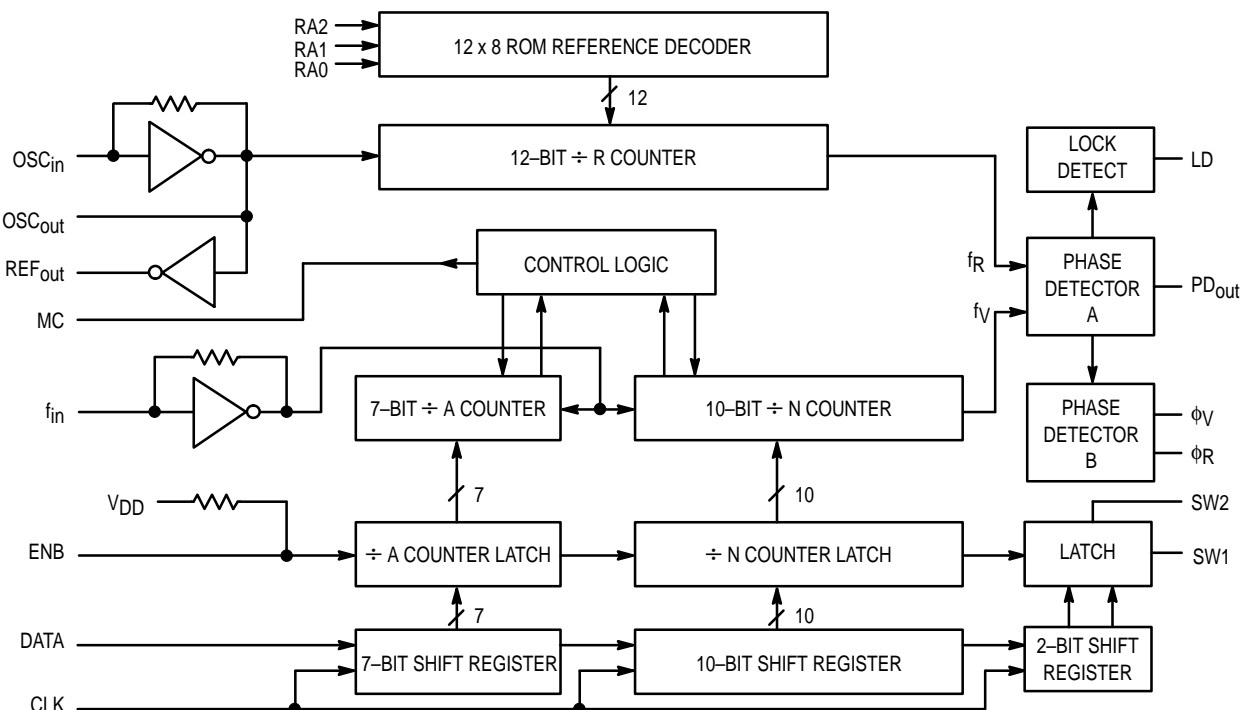 RA2
RA1
RA0
12 x 8 ROM REFERENCE DECODER
12
OSCin
12–BIT ÷ R COUNTER
LOCK
DETECT
LD
OSCout
REFout
CONTROL LOGIC
fR
PHASE
DETECTOR
A
PDout
MC
fV
fin
7–BIT ÷ A COUNTER
10–BIT ÷ N COUNTER
PHASE
DETECTOR
B
ϕV
ϕR
7
10
VDD
SW2
ENB
÷ A COUNTER LATCH
÷ N COUNTER LATCH
LATCH
SW1
7
10
DATA
7–BIT SHIFT REGISTER
10–BIT SHIFT REGISTER
2–BIT SHIFT
REGISTER
CLK